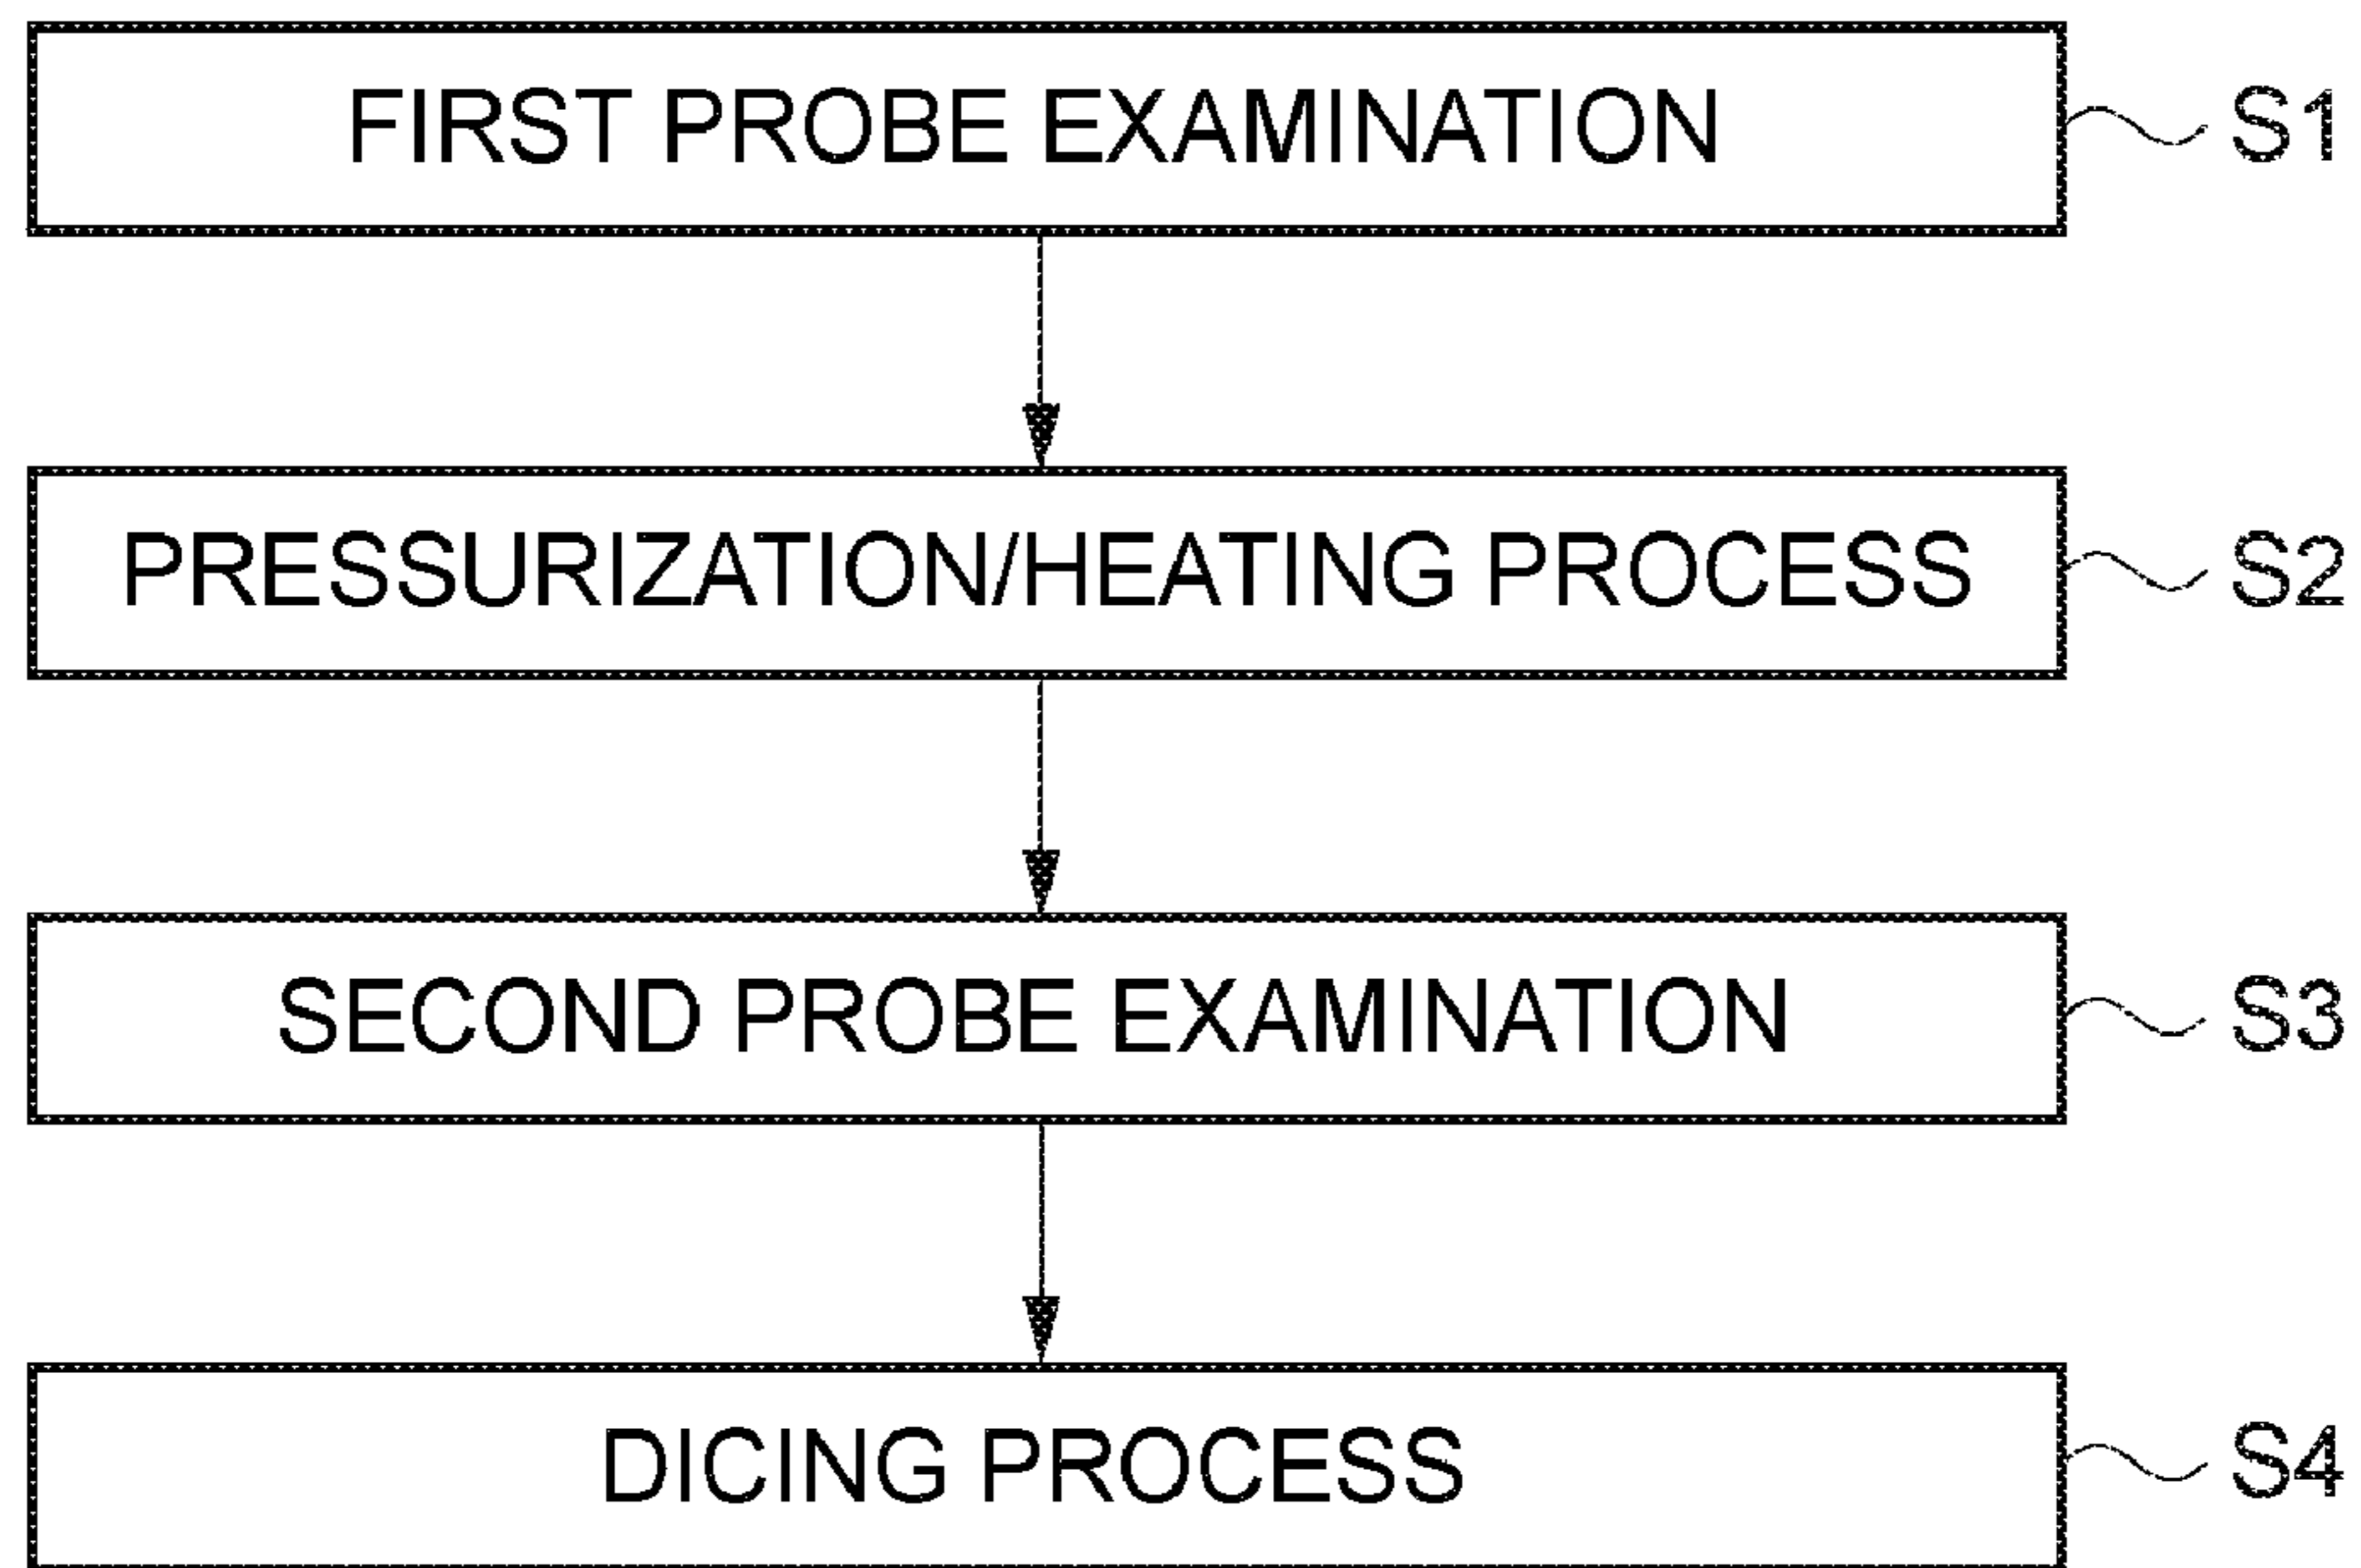 FIRST PROBE EXAMINATION S1
PRESSURIZATION/HEATING PROCESS S2
SECOND PROBE EXAMINATION S3
DICING PROCESS S4